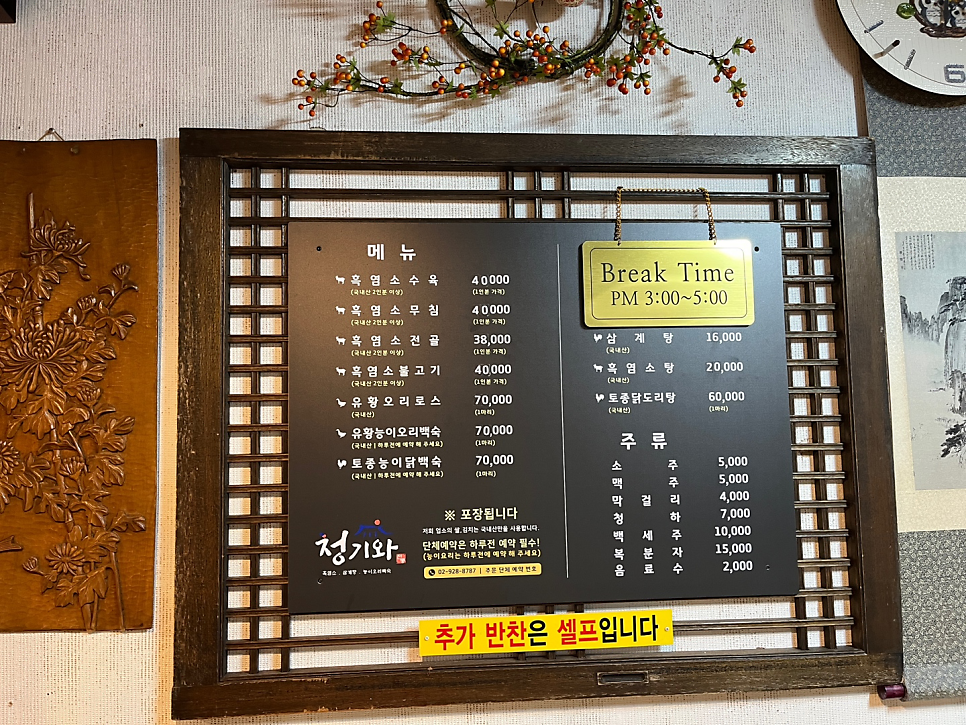 메 뉴
흑 염 소 수 육 40000
(국내산 2인분 이상) (1인분 가격)
흑 염 소 무 침 40000
(국내산 2인분 이상) (1인분 가격)
흑 염 소 전 골 38,000
(국내산 2인분 이상) (1인분 가격)
흑 염 소 불 고 기 40,000
(국내산 2인분 이상) (1인분 가격)
유 황 오 리 로 스 70,000
(국내산) (1마리)
유황능이오리백숙 70,000
(국내산 | 하루전에 예약 해 주세요) (1마리)
토종능이닭백숙 70,000
(국내산 | 하루전에 예약 해 주세요) (1마리)
청기와
흑염소 . 삼계탕 . 능이오리백숙
※ 포장됩니다
저희 업소의 쌀,김치는 국내산만을 사용합니다.
단체예약은 하루전 예약 필수!
(능이요리는 하루전에 예약 해 주세요)
02-928-8787 | 주문 단체 예약 번호
Break Time
PM 3:00~5:00
삼 계 탕 16,000
(국내산)
흑 염 소 탕 20,000
(국내산)
토종닭도리탕 60,000
(국내산) (1마리)
주 류
소 주 5,000
맥 주 5,000
막 걸 리 4,000
청 하 7,000
백 세 주 10,000
복 분 자 15,000
음 료 수 2,000
추가 반찬은 셀프입니다
6